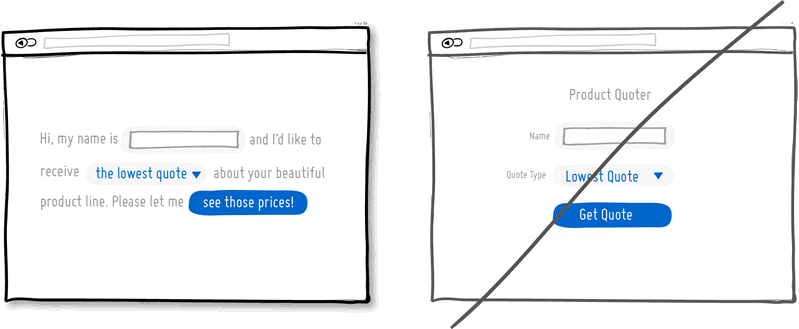 Hi, my name is and I'd like to
receive the lowest quote about your beautiful
product line. Please let me see those prices!
Product Quoter
Name
Quote Type Lowest Quote
Get Quote